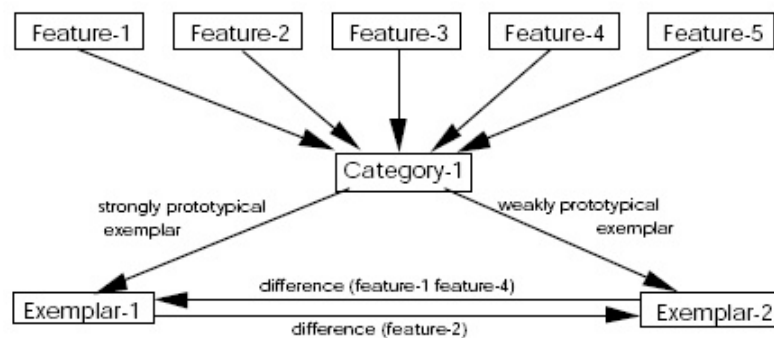 Feature-1 Feature-2 Feature-3 Feature-4 Feature-5
Category-1
strongly prototypical
exemplar
weakly prototypical
exemplar
difference (feature-1 feature-4)
Exemplar-1
Exemplar-2
difference (feature-2)